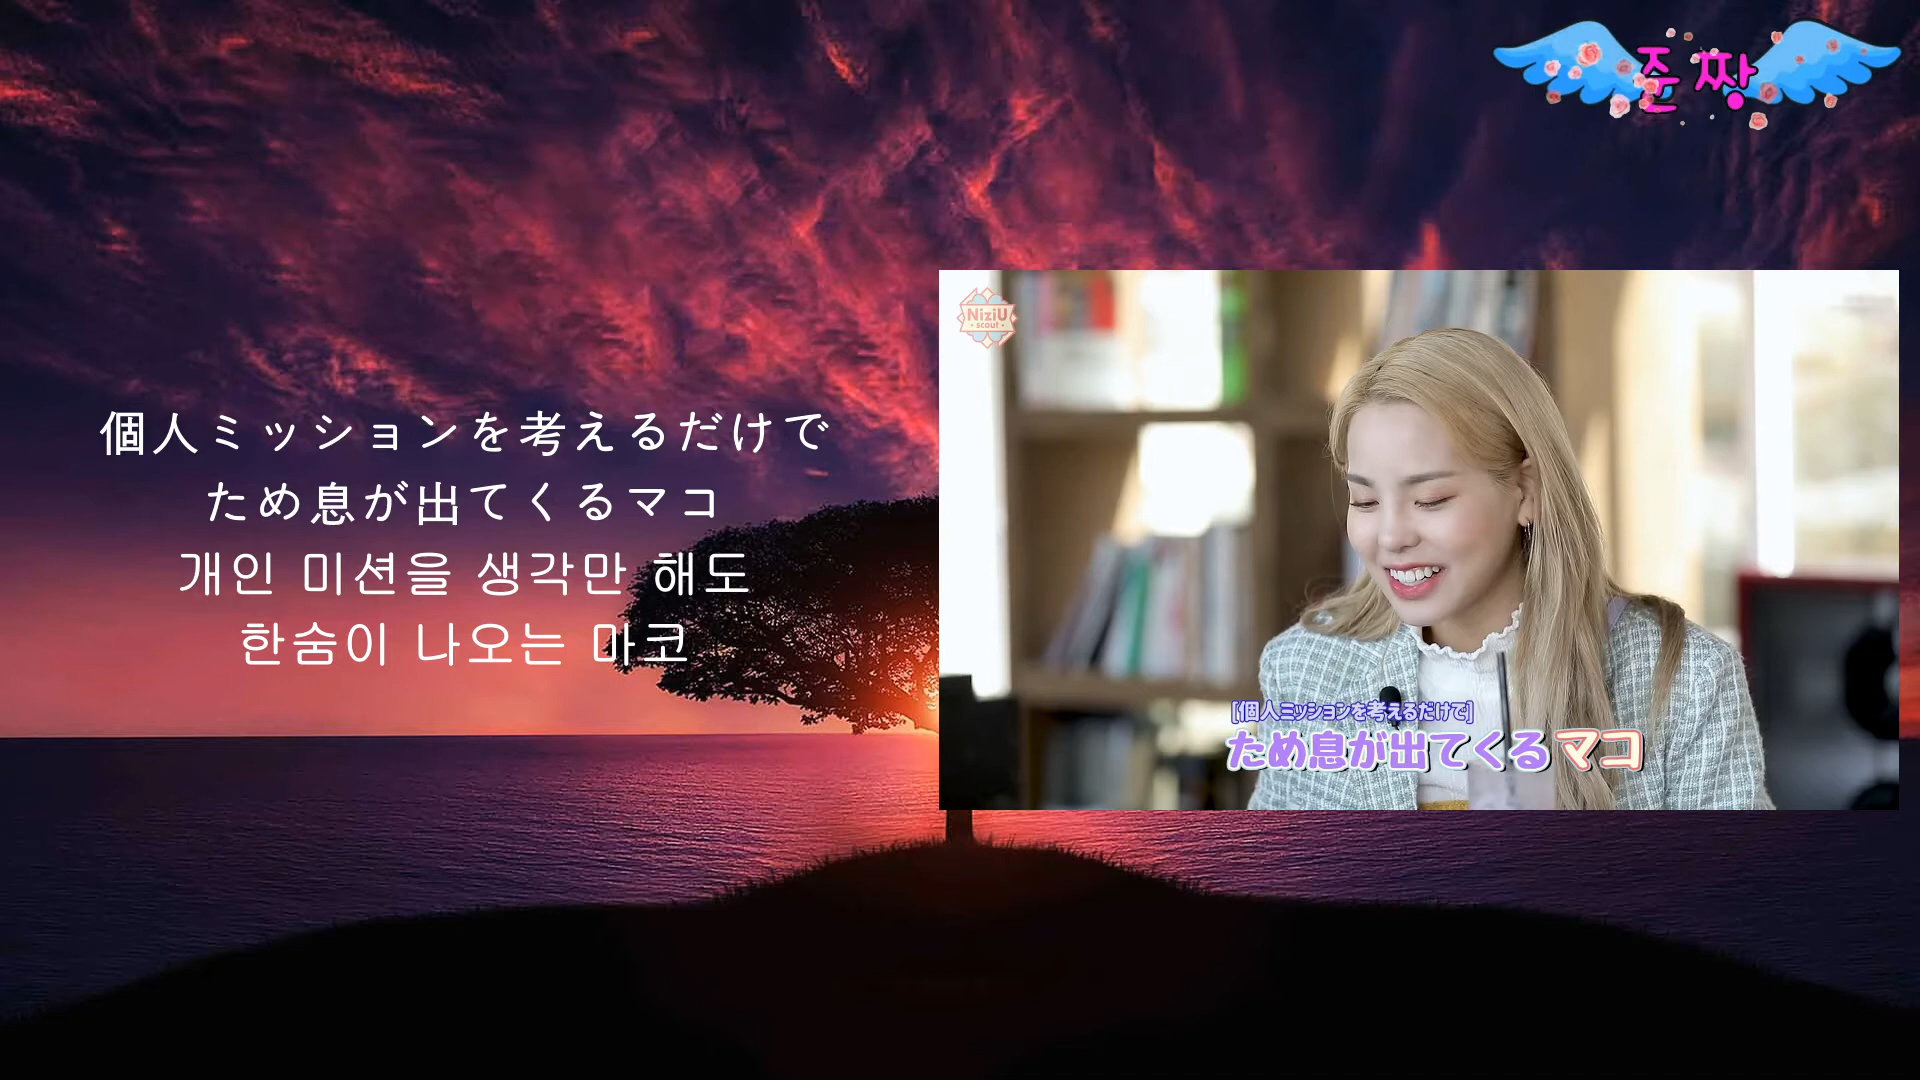 준짱
NiziU
scout
個人ミッションを考えるだけで
ため息が出てくるマコ
개인 미션을 생각만 해도
한숨이 나오는 마코
[個人ミッションを考えるだけで]
ため息が出てくるマコ